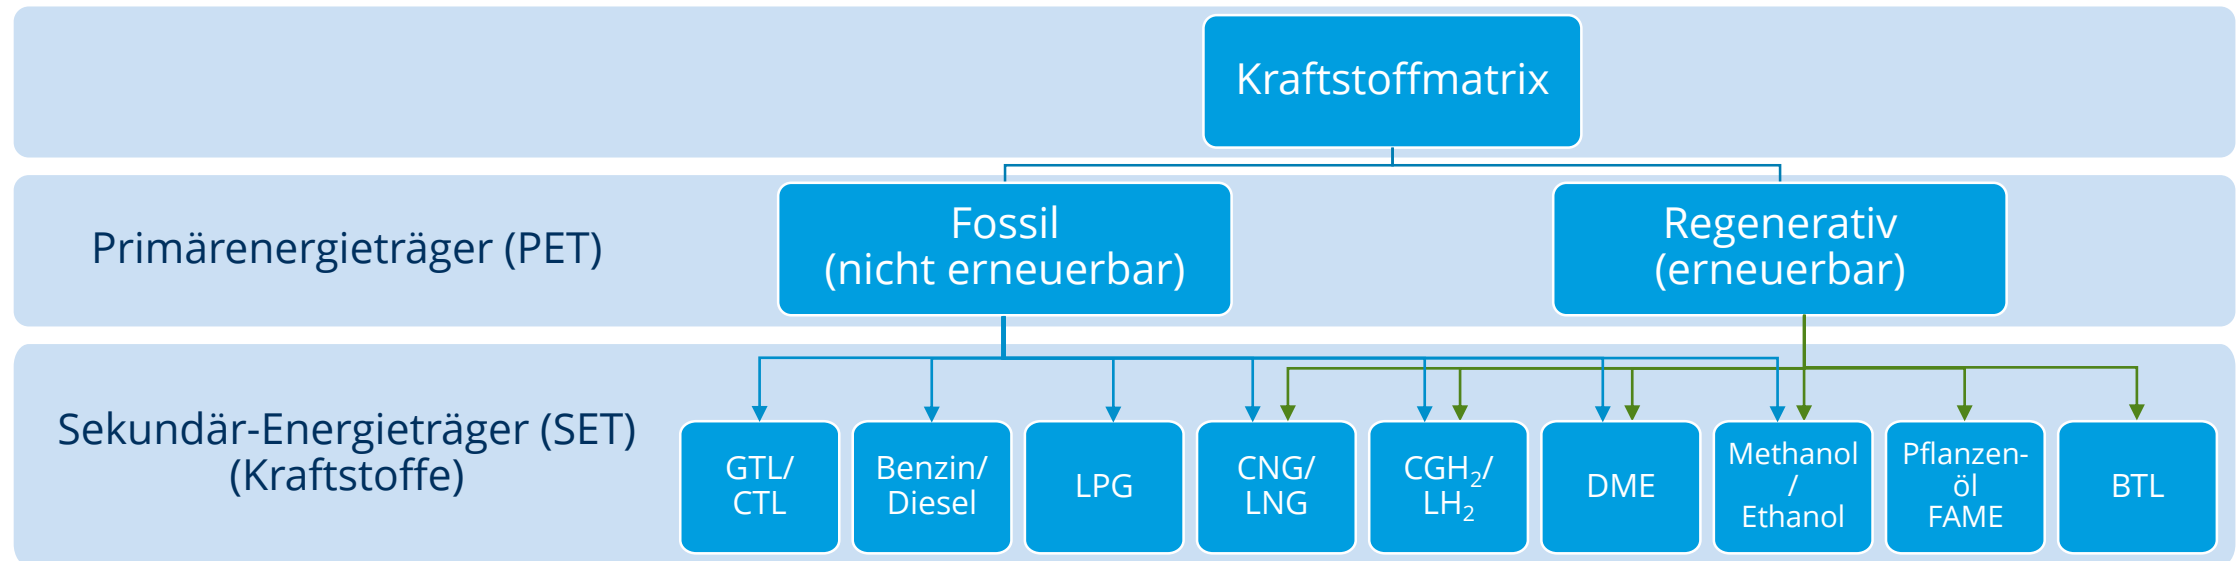 Kraftstoffmatrix
Primärenergieträger (PET)
Fossil
(nicht erneuerbar)
Regenerativ
(erneuerbar)
Sekundär-Energieträger (SET)
(Kraftstoffe)
GTL/
CTL
Benzin/
Diesel
LPG
CNG/
LNG
CGH₂/
LH₂
DME
Methanol
/
Ethanol
Pflanzen-
öl
FAME
BTL